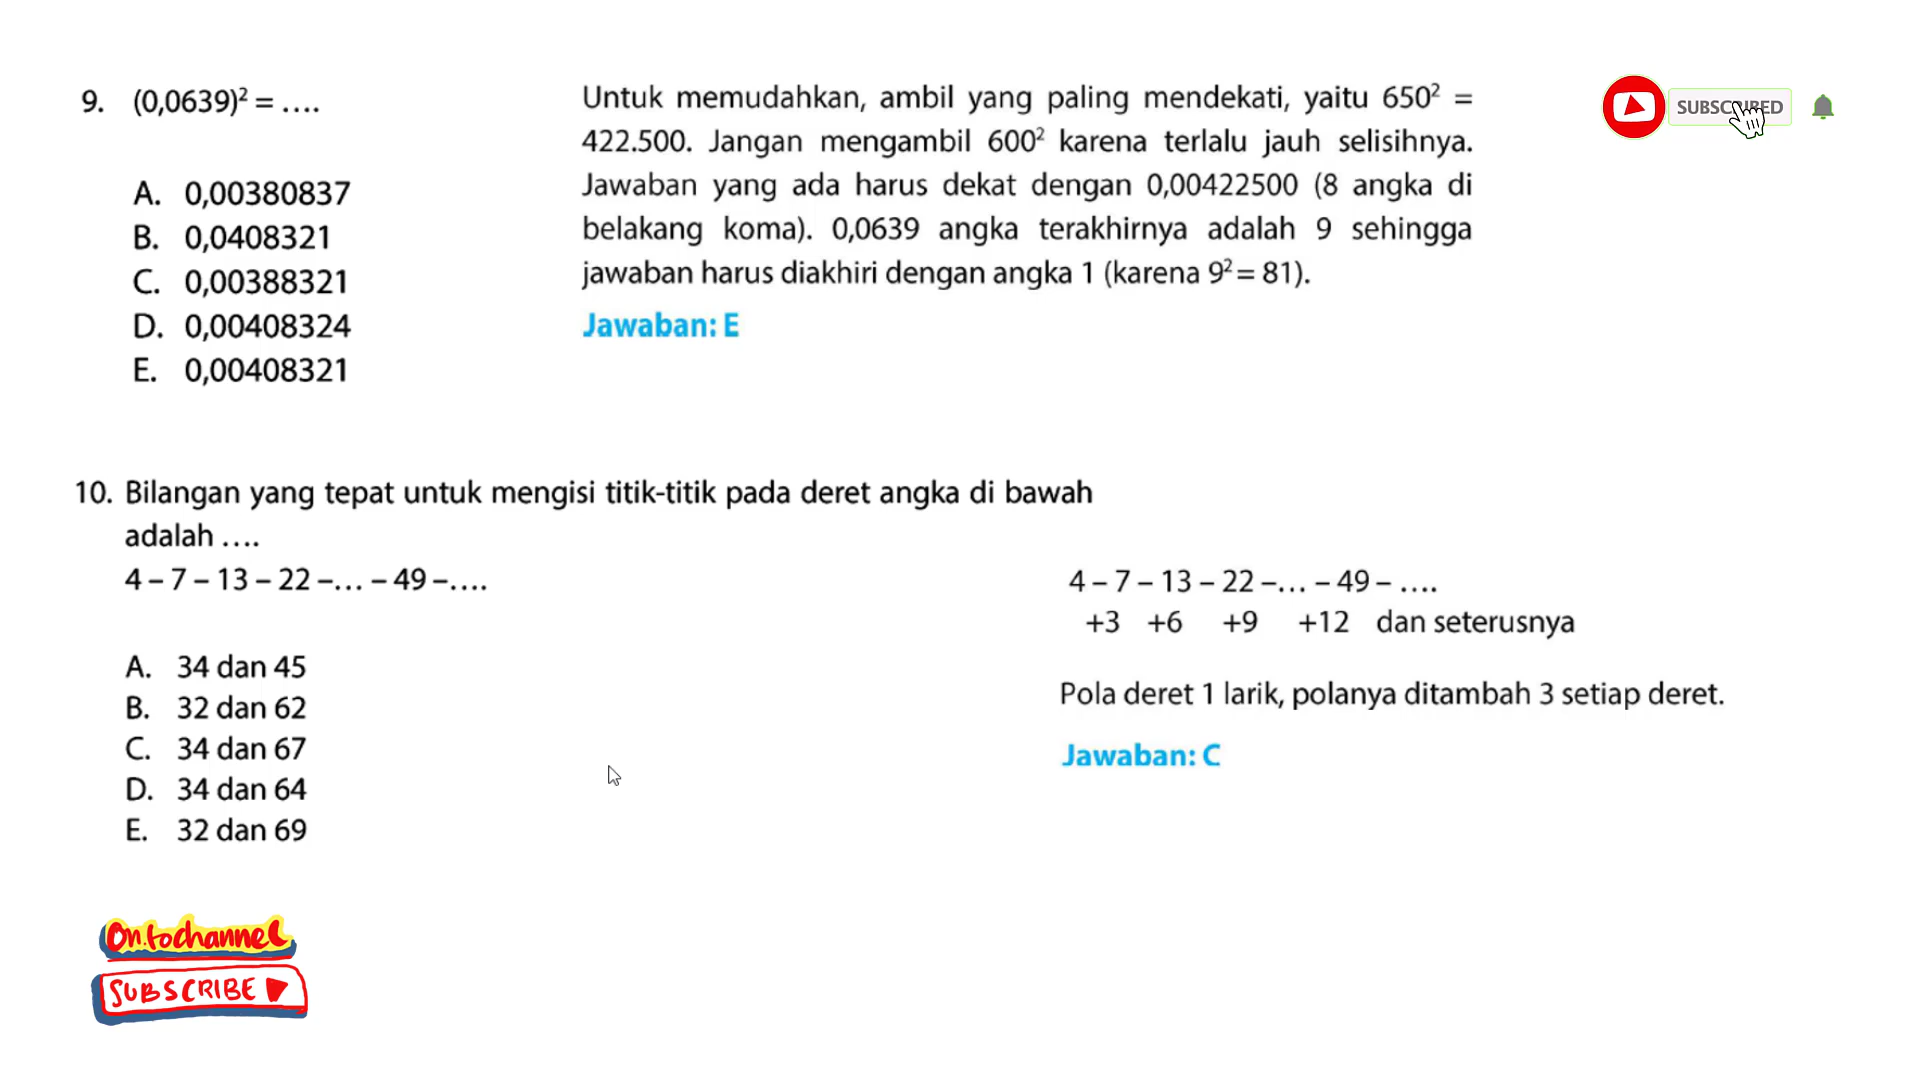 9. (0,0639)² = ....
A. 0,00380837
B. 0,0408321
C. 0,00388321
D. 0,00408324
E. 0,00408321
Untuk memudahkan, ambil yang paling mendekati, yaitu 650² =
422.500. Jangan mengambil 600² karena terlalu jauh selisihnya.
Jawaban yang ada harus dekat dengan 0,00422500 (8 angka di
belakang koma). 0,0639 angka terakhirnya adalah 9 sehingga
jawaban harus diakhiri dengan angka 1 (karena 9² = 81).
Jawaban: E
SUBSCRIBED
10. Bilangan yang tepat untuk mengisi titik-titik pada deret angka di bawah
adalah ....
4 – 7 – 13 – 22 –... – 49 –....
A. 34 dan 45
B. 32 dan 62
C. 34 dan 67
D. 34 dan 64
E. 32 dan 69
4 – 7 – 13 – 22 –... – 49 – ....
+3 +6 +9 +12 dan seterusnya
Pola deret 1 larik, polanya ditambah 3 setiap deret.
Jawaban: C
On.tochannel
SUBSCRIBE